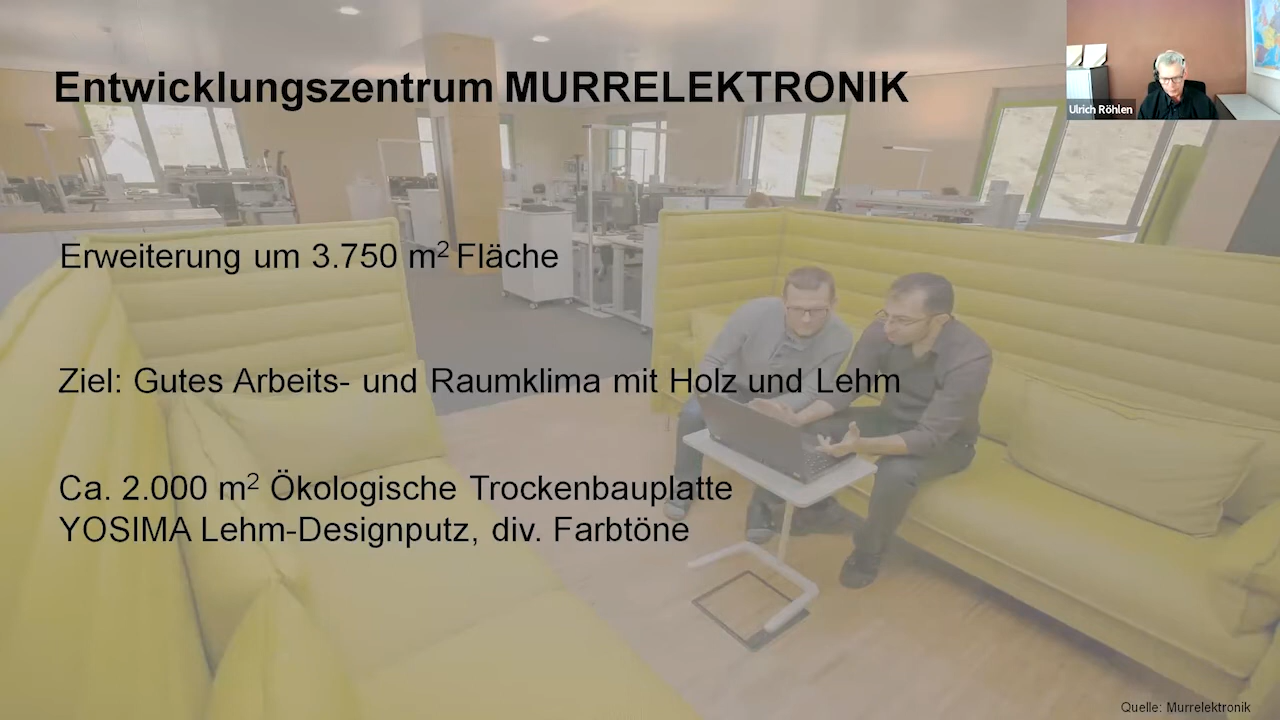 Entwicklungszentrum MURRELEKTRONIK
Ulrich Röhlen
Erweiterung um 3.750 m² Fläche
Ziel: Gutes Arbeits- und Raumklima mit Holz und Lehm
Ca. 2.000 m² Ökologische Trockenbauplatte
YOSIMA Lehm-Designputz, div. Farbtöne
Quelle: Murrelektronik